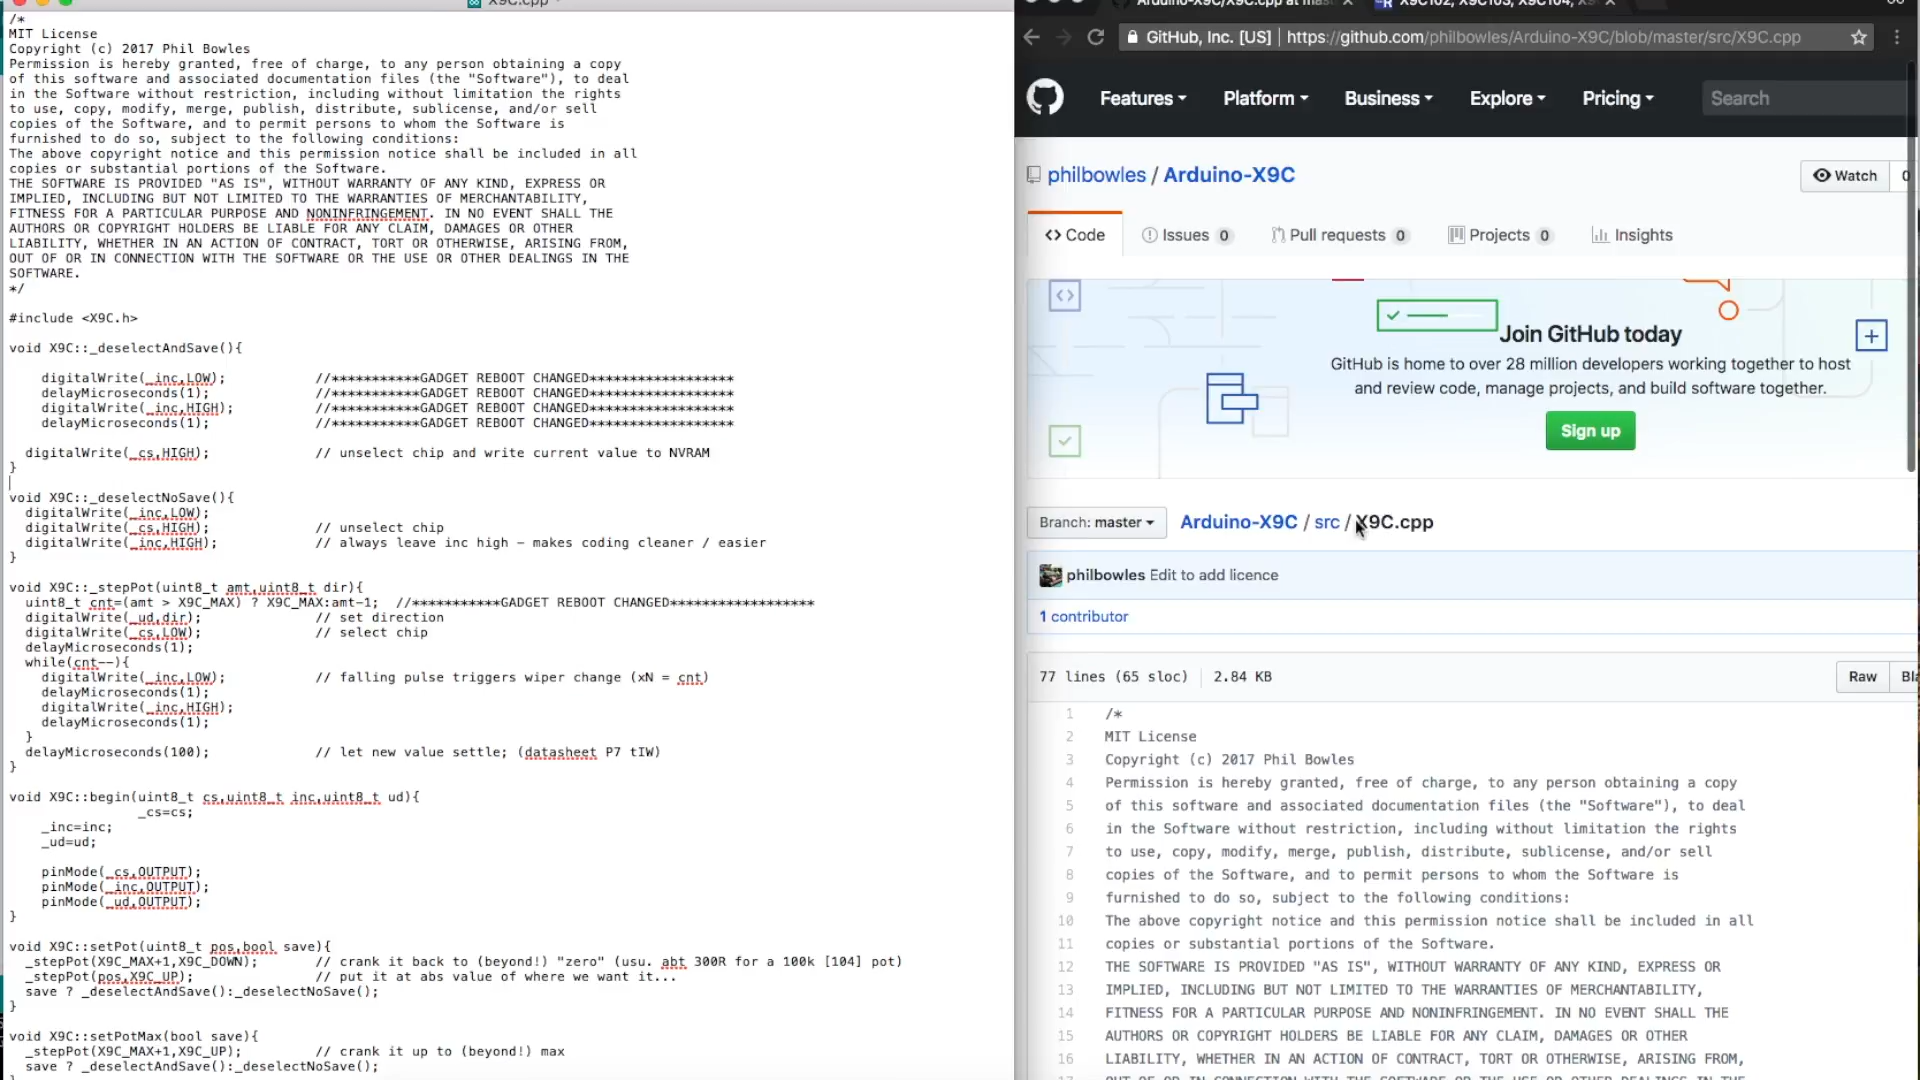 X9C.cpp
/*
MIT License
Copyright (c) 2017 Phil Bowles
Permission is hereby granted, free of charge, to any person obtaining a copy
of this software and associated documentation files (the "Software"), to deal
in the Software without restriction, including without limitation the rights
to use, copy, modify, merge, publish, distribute, sublicense, and/or sell
copies of the Software, and to permit persons to whom the Software is
furnished to do so, subject to the following conditions:
The above copyright notice and this permission notice shall be included in all
copies or substantial portions of the Software.
THE SOFTWARE IS PROVIDED "AS IS", WITHOUT WARRANTY OF ANY KIND, EXPRESS OR
IMPLIED, INCLUDING BUT NOT LIMITED TO THE WARRANTIES OF MERCHANTABILITY,
FITNESS FOR A PARTICULAR PURPOSE AND NONINFRINGEMENT. IN NO EVENT SHALL THE
AUTHORS OR COPYRIGHT HOLDERS BE LIABLE FOR ANY CLAIM, DAMAGES OR OTHER
LIABILITY, WHETHER IN AN ACTION OF CONTRACT, TORT OR OTHERWISE, ARISING FROM,
OUT OF OR IN CONNECTION WITH THE SOFTWARE OR THE USE OR OTHER DEALINGS IN THE
SOFTWARE.
*/
#include <X9C.h>
void X9C::_deselectAndSave(){
digitalWrite(_inc,LOW); //***********GADGET REBOOT CHANGED******************
delayMicroseconds(1); //***********GADGET REBOOT CHANGED******************
digitalWrite(_inc,HIGH); //***********GADGET REBOOT CHANGED******************
delayMicroseconds(1); //***********GADGET REBOOT CHANGED******************
digitalWrite(_cs,HIGH); // unselect chip and write current value to NVRAM
}
void X9C::_deselectNoSave(){
digitalWrite(_inc,LOW);
digitalWrite(_cs,HIGH); // unselect chip
digitalWrite(_inc,HIGH); // always leave inc high – makes coding cleaner / easier
}
void X9C::_stepPot(uint8_t amt,uint8_t dir){
uint8_t cnt=(amt > X9C_MAX) ? X9C_MAX:amt-1; //***********GADGET REBOOT CHANGED******************
digitalWrite(_ud,dir); // set direction
digitalWrite(_cs,LOW); // select chip
delayMicroseconds(1);
while(cnt--){
digitalWrite(_inc,LOW); // falling pulse triggers wiper change (xN = cnt)
delayMicroseconds(1);
digitalWrite(_inc,HIGH);
delayMicroseconds(1);
}
delayMicroseconds(100); // let new value settle; (datasheet P7 tIW)
}
void X9C::begin(uint8_t cs,uint8_t inc,uint8_t ud){
_cs=cs;
_inc=inc;
_ud=ud;
pinMode(_cs,OUTPUT);
pinMode(_inc,OUTPUT);
pinMode(_ud,OUTPUT);
}
void X9C::setPot(uint8_t pos,bool save){
_stepPot(X9C_MAX+1,X9C_DOWN); // crank it back to (beyond!) "zero" (usu. abt 300R for a 100k [104] pot)
_stepPot(pos,X9C_UP); // put it at abs value of where we want it...
save ? _deselectAndSave():_deselectNoSave();
}
void X9C::setPotMax(bool save){
_stepPot(X9C_MAX+1,X9C_UP); // crank it up to (beyond!) max
save ? _deselectAndSave():_deselectNoSave();
Arduino-X9C/X9C.cpp at mas
X9C102, X9C103, X9C104, X9
GitHub, Inc. [US] | https://github.com/philbowles/Arduino-X9C/blob/master/src/X9C.cpp
Features Platform Business Explore Pricing Search
philbowles / Arduino-X9C
Watch 0
Code Issues 0 Pull requests 0 Projects 0 Insights
Join GitHub today
GitHub is home to over 28 million developers working together to host
and review code, manage projects, and build software together.
Sign up
Branch: master Arduino-X9C / src / X9C.cpp
philbowles Edit to add licence
1 contributor
77 lines (65 sloc) 2.84 KB Raw Bla
1 /*
2 MIT License
3 Copyright (c) 2017 Phil Bowles
4 Permission is hereby granted, free of charge, to any person obtaining a copy
5 of this software and associated documentation files (the "Software"), to deal
6 in the Software without restriction, including without limitation the rights
7 to use, copy, modify, merge, publish, distribute, sublicense, and/or sell
8 copies of the Software, and to permit persons to whom the Software is
9 furnished to do so, subject to the following conditions:
10 The above copyright notice and this permission notice shall be included in all
11 copies or substantial portions of the Software.
12 THE SOFTWARE IS PROVIDED "AS IS", WITHOUT WARRANTY OF ANY KIND, EXPRESS OR
13 IMPLIED, INCLUDING BUT NOT LIMITED TO THE WARRANTIES OF MERCHANTABILITY,
14 FITNESS FOR A PARTICULAR PURPOSE AND NONINFRINGEMENT. IN NO EVENT SHALL THE
15 AUTHORS OR COPYRIGHT HOLDERS BE LIABLE FOR ANY CLAIM, DAMAGES OR OTHER
16 LIABILITY, WHETHER IN AN ACTION OF CONTRACT, TORT OR OTHERWISE, ARISING FROM,
17 OUT OF OR IN CONNECTION WITH THE SOFTWARE OR THE USE OR OTHER DEALINGS IN THE